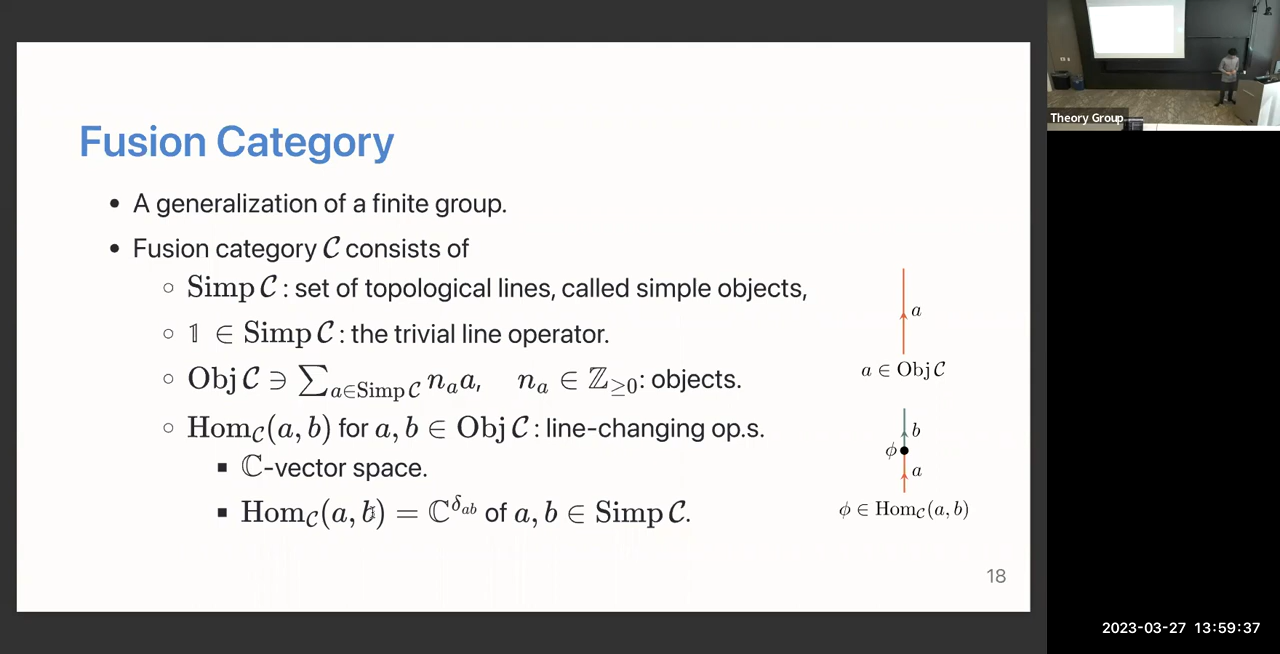 Fusion Category
• A generalization of a finite group.
• Fusion category 𝒞 consists of
○ Simp 𝒞 : set of topological lines, called simple objects,
○ 𝟙 ∈ Simp 𝒞 : the trivial line operator.
○ Obj 𝒞 ∋ ∑_{a∈Simp 𝒞} n_a a, n_a ∈ ℤ_{≥0}: objects.
○ Hom_𝒞(a, b) for a, b ∈ Obj 𝒞 : line-changing op.s.
■ ℂ-vector space.
■ Hom_𝒞(a, b) = ℂ^{δ_{ab}} of a, b ∈ Simp 𝒞.
a
a ∈ Obj 𝒞
b
ϕ
a
ϕ ∈ Hom_𝒞(a, b)
18
Theory Group
2023-03-27 13:59:37